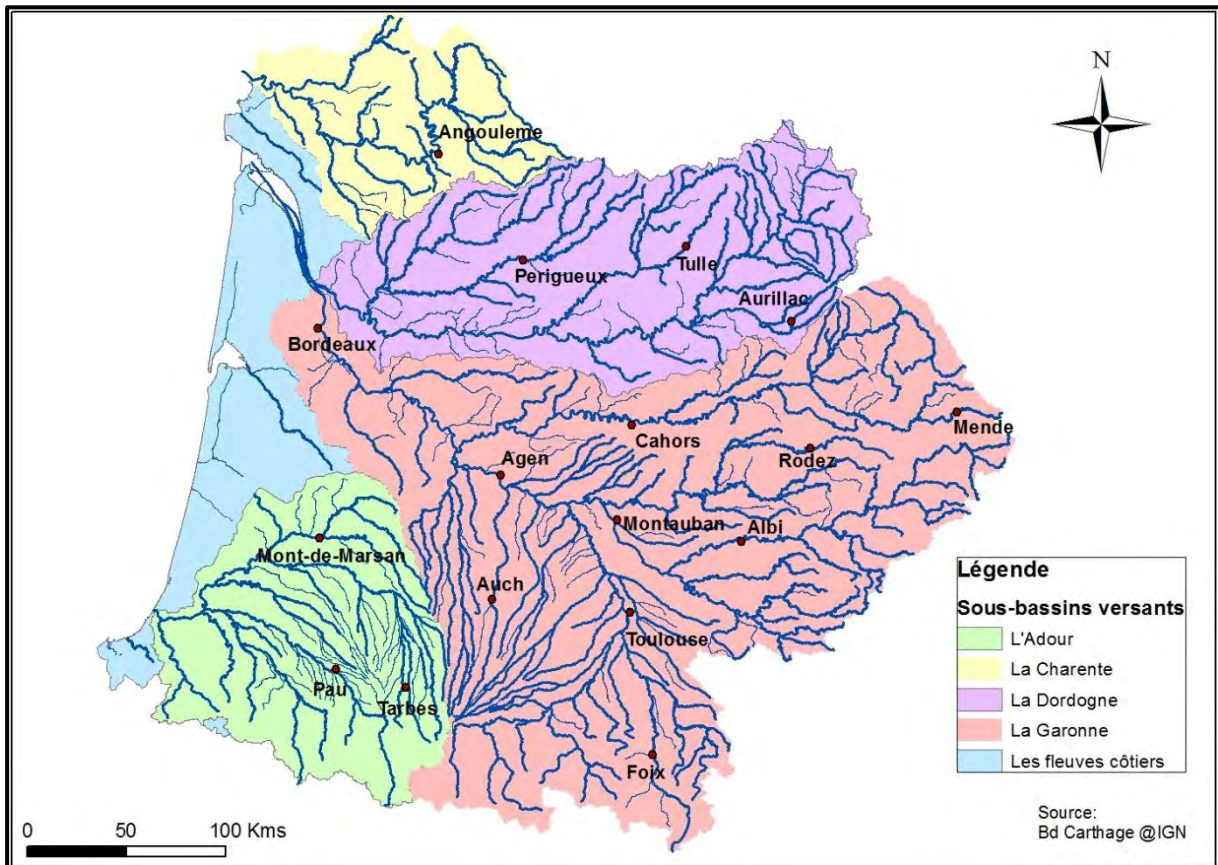 N
Angouleme
Perigueux
Tulle
Aurillac
Bordeaux
Mende
Cahors
Rodez
Agen
Montauban
Albi
Mont-de-Marsan
Auch
Toulouse
Pau
Tarbes
Foix
Légende
Sous-bassins versants
L'Adour
La Charente
La Dordogne
La Garonne
Les fleuves côtiers
Source:
Bd Carthage @IGN
0 50 100 Kms